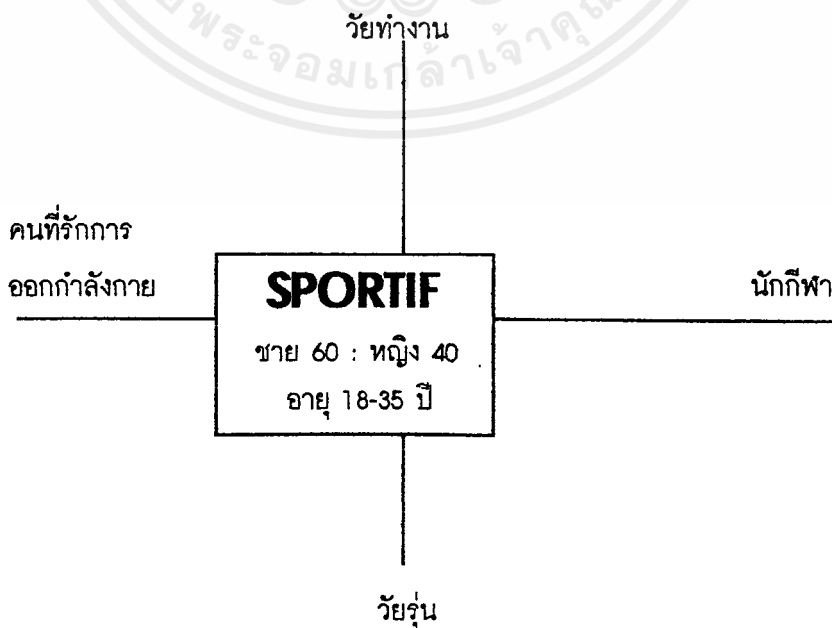 วัยทำงาน
คนที่รักการ
ออกกำลังกาย
SPORTIF
ชาย 60 : หญิง 40
อายุ 18-35 ปี
นักกีฬา
วัยรุ่น